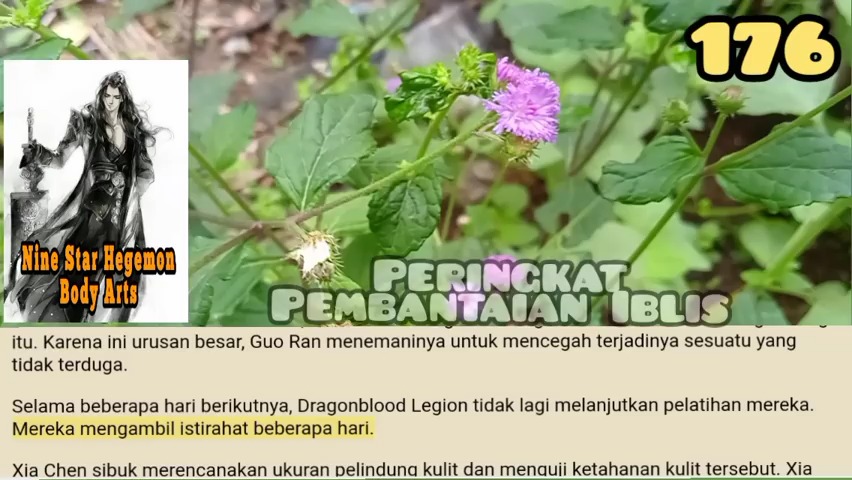 176
Nine Star Hegemon
Body Arts
PERINGKAT
PEMBANTAIAN IBLIS
itu. Karena ini urusan besar, Guo Ran menemaninya untuk mencegah terjadinya sesuatu yang
tidak terduga.
Selama beberapa hari berikutnya, Dragonblood Legion tidak lagi melanjutkan pelatihan mereka.
Mereka mengambil istirahat beberapa hari.
Xia Chen sibuk merencanakan ukuran pelindung kulit dan menguji ketahanan kulit tersebut. Xia